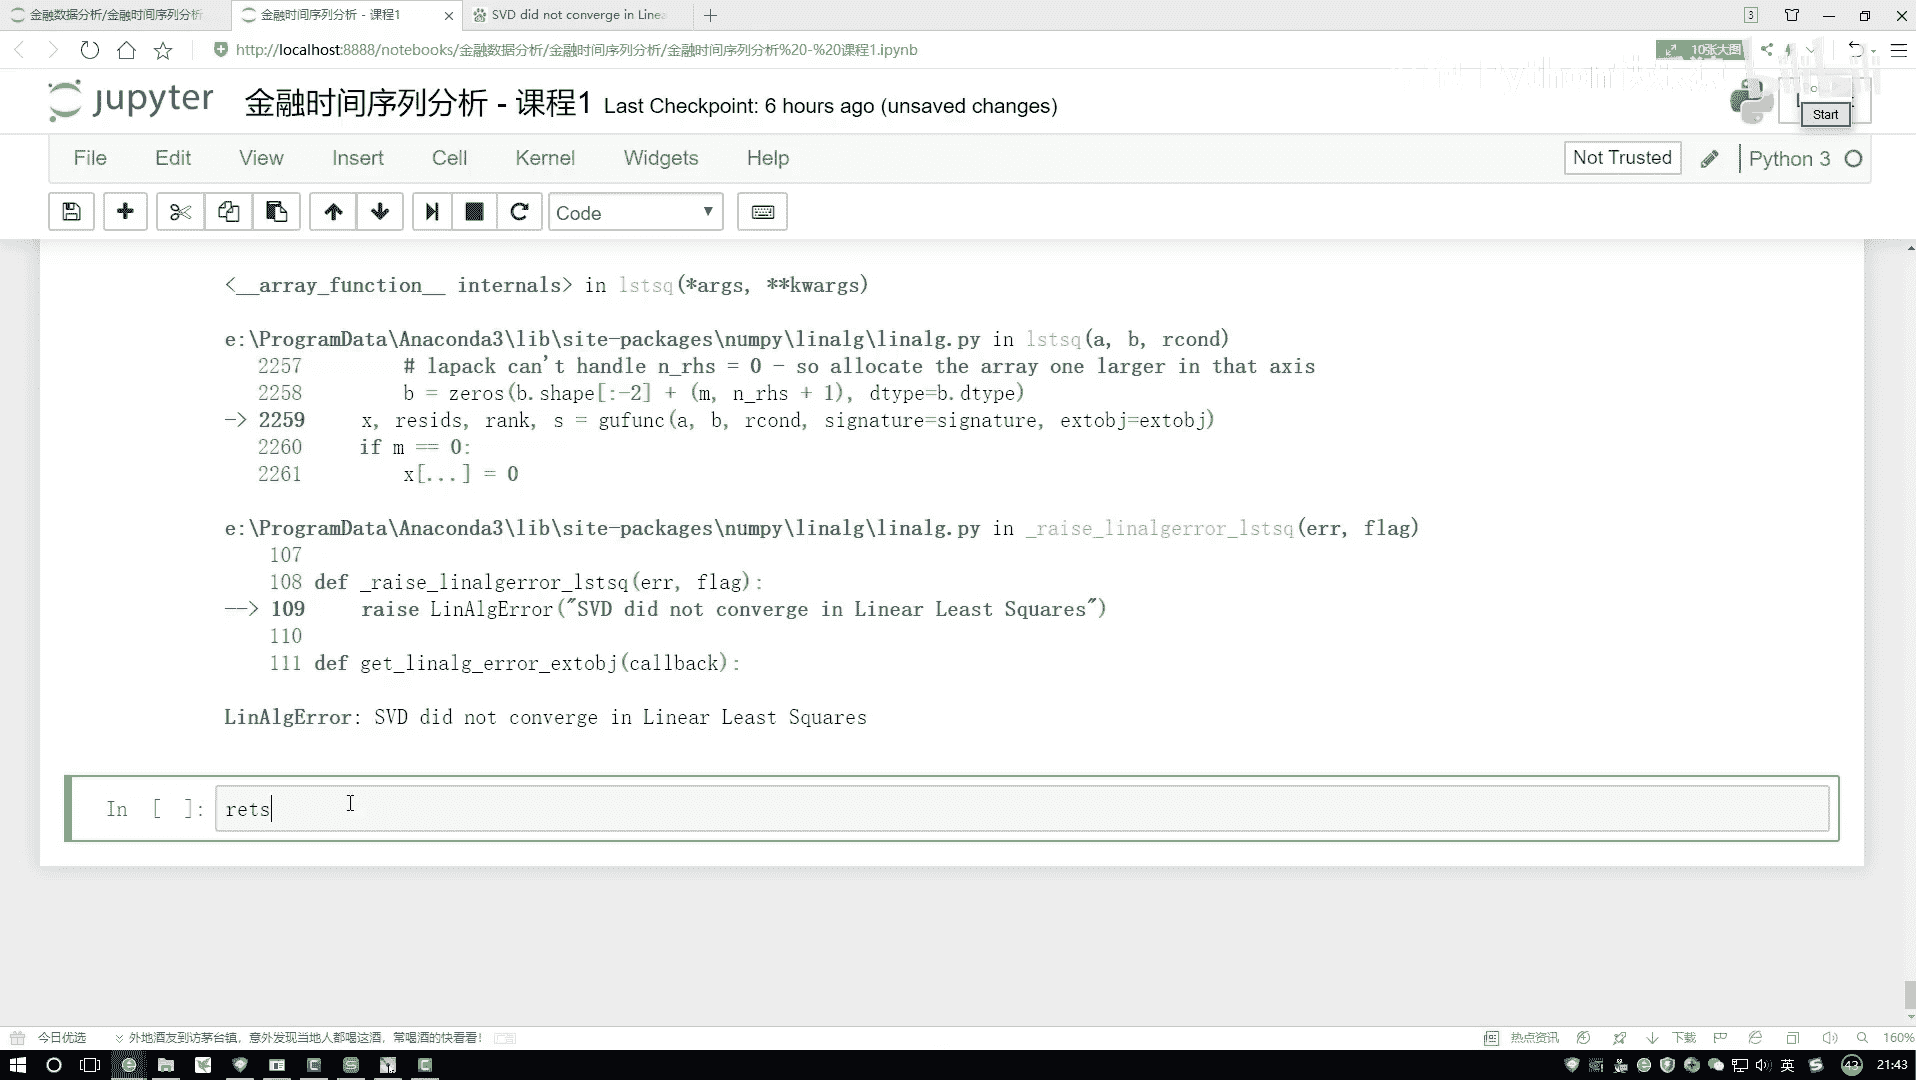 金融数据分析/金融时间序列分析
金融时间序列分析 - 课程1
SVD did not converge in Linea
3
http://localhost:8888/notebooks/金融数据分析/金融时间序列分析/金融时间序列分析%20-%20课程1.ipynb
10张大图
jupyter
金融时间序列分析 - 课程1
Last Checkpoint: 6 hours ago (unsaved changes)
Start
File Edit View Insert Cell Kernel Widgets Help
Not Trusted
Python 3
Code
<__array_function__ internals> in lstsq(*args, **kwargs)
e:\ProgramData\Anaconda3\lib\site-packages\numpy\linalg\linalg.py in lstsq(a, b, rcond)
2257 # lapack can't handle n_rhs = 0 - so allocate the array one larger in that axis
2258 b = zeros(b.shape[:-2] + (m, n_rhs + 1), dtype=b.dtype)
-> 2259 x, resids, rank, s = gufunc(a, b, rcond, signature=signature, extobj=extobj)
2260 if m == 0:
2261 x[...] = 0
e:\ProgramData\Anaconda3\lib\site-packages\numpy\linalg\linalg.py in _raise_linalgerror_lstsq(err, flag)
107
108 def _raise_linalgerror_lstsq(err, flag):
--> 109 raise LinAlgError("SVD did not converge in Linear Least Squares")
110
111 def get_linalg_error_extobj(callback):
LinAlgError: SVD did not converge in Linear Least Squares
In [ ]: rets
今日优选
外地酒友到访茅台镇，意外发现当地人都喝这酒，常喝酒的快看看！
热点资讯
下载
160%
英
43
21:43